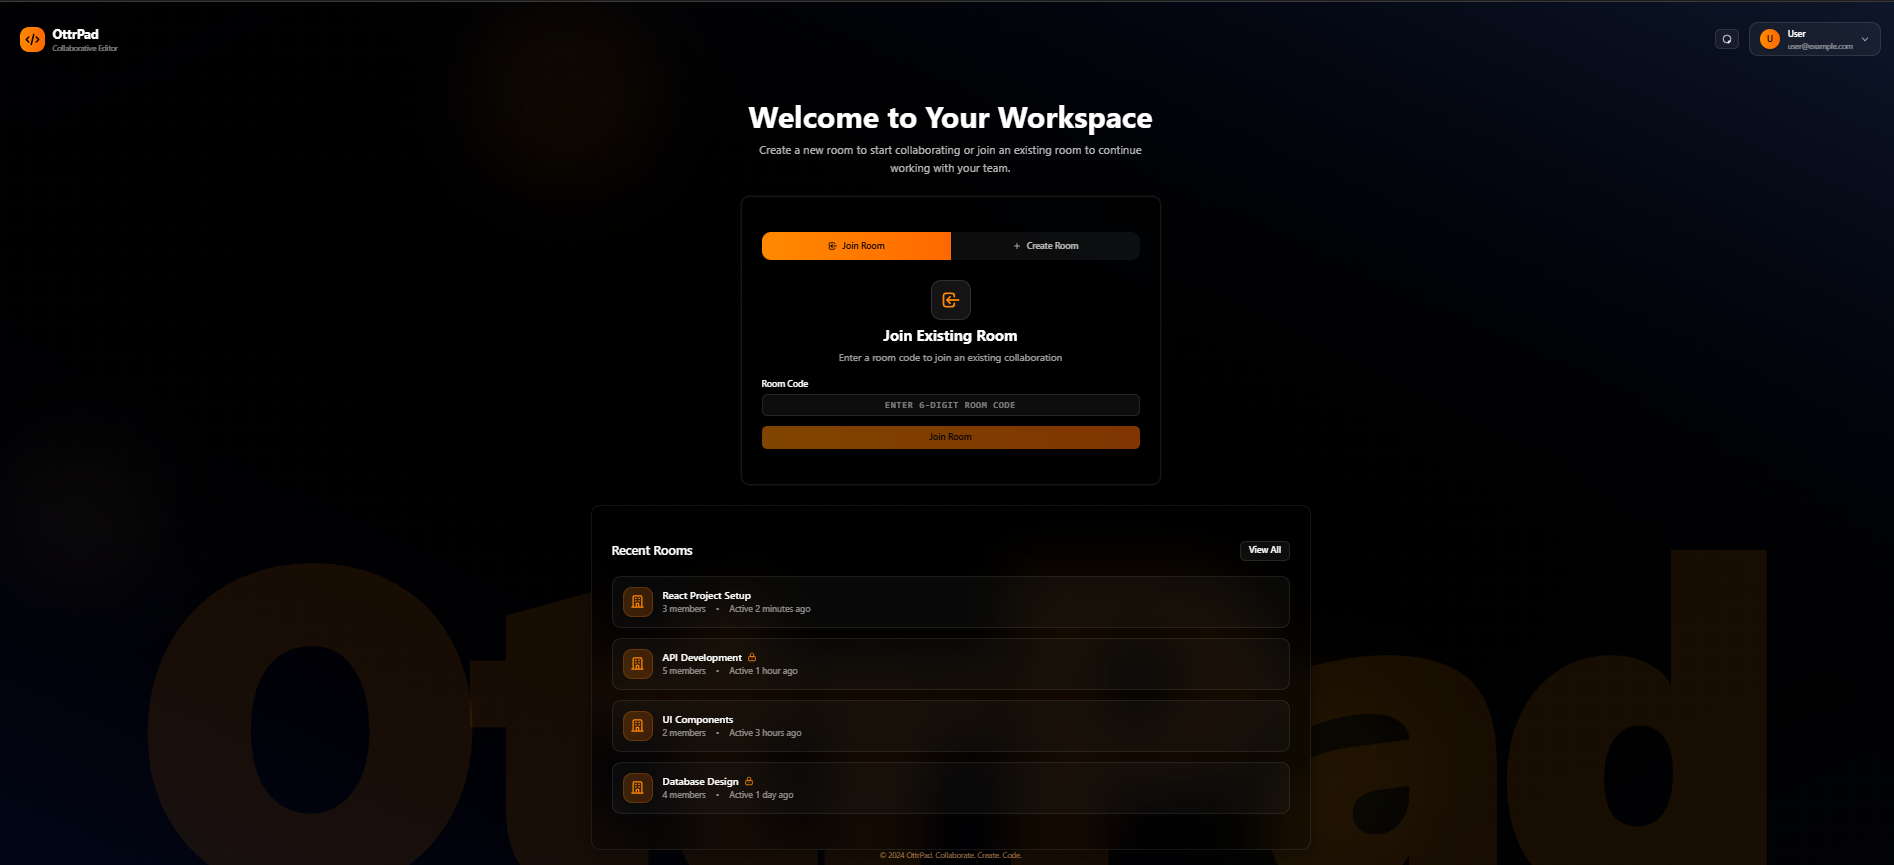 OttrPad
Collaborative Editor
U
User
user@example.com
Welcome to Your Workspace
Create a new room to start collaborating or join an existing room to continue
working with your team.
Join Room
Create Room
Join Existing Room
Enter a room code to join an existing collaboration
Room Code
ENTER 6-DIGIT ROOM CODE
Join Room
Recent Rooms
View All
React Project Setup
3 members • Active 2 minutes ago
API Development
5 members • Active 1 hour ago
UI Components
2 members • Active 3 hours ago
Database Design
4 members • Active 1 day ago
OttrPad
© 2024 OttrPad. Collaborate. Create. Code.